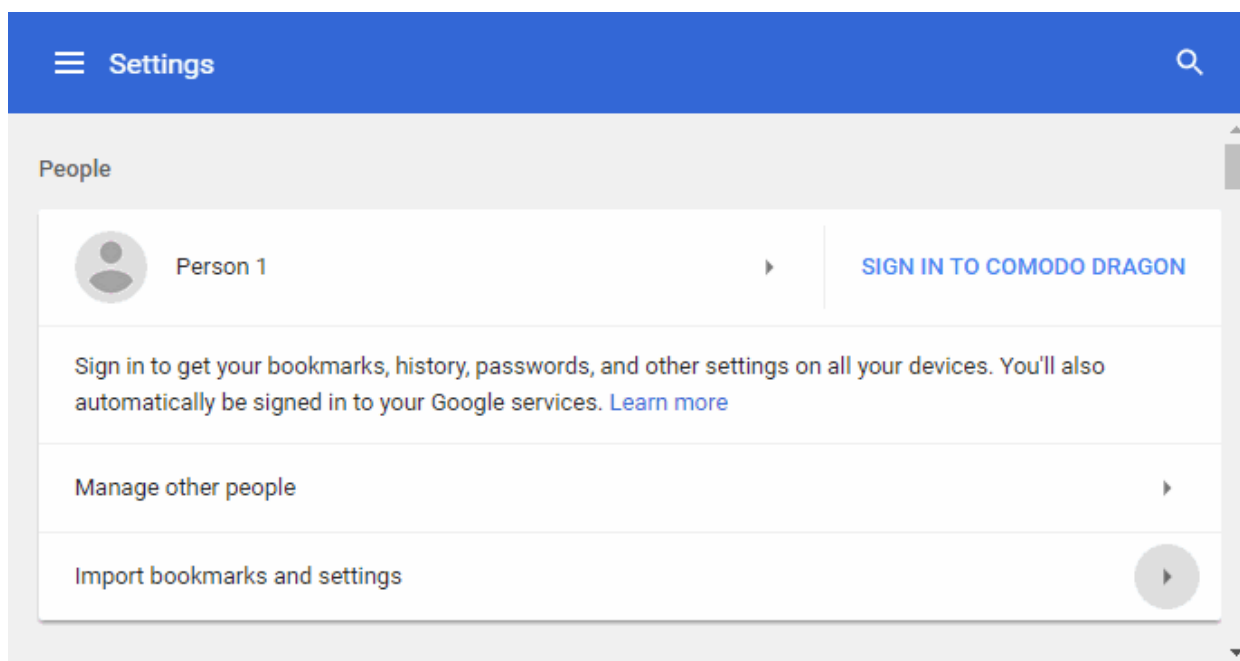 Settings
People
Person 1
SIGN IN TO COMODO DRAGON
Sign in to get your bookmarks, history, passwords, and other settings on all your devices. You'll also
automatically be signed in to your Google services. Learn more
Manage other people
Import bookmarks and settings